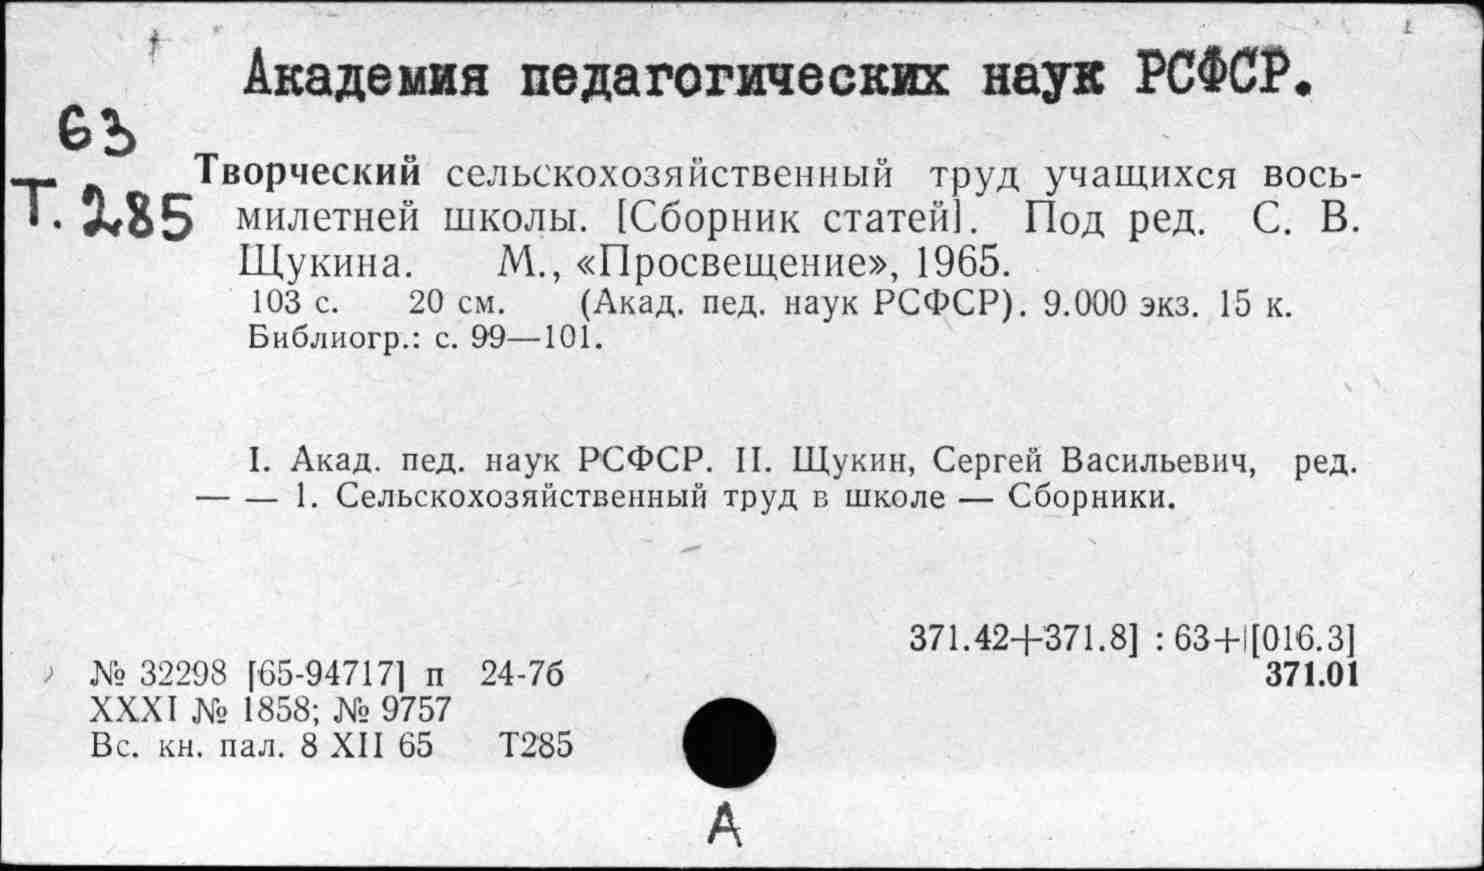 Академия педагогических наук РСФСР.
63
Т. 285
Творческий сельскохозяйственный труд учащихся вось-
милетней школы. [Сборник статей]. Под ред. С. В.
Щукина. М., «Просвещение», 1965.
103 с. 20 см. (Акад. пед. наук РСФСР). 9.000 экз. 15 к.
Библиогр.: с. 99—101.
I. Акад. пед. наук РСФСР. II. Щукин, Сергей Васильевич, ред.
— — 1. Сельскохозяйственный труд в школе — Сборники.
371.42+371.8] : 63+[016.3]
371.01
№ 32298 [65-94717] п 24-7б
XXXI № 1858; № 9757
Вс. кн. пал. 8 XII 65 Т285
А